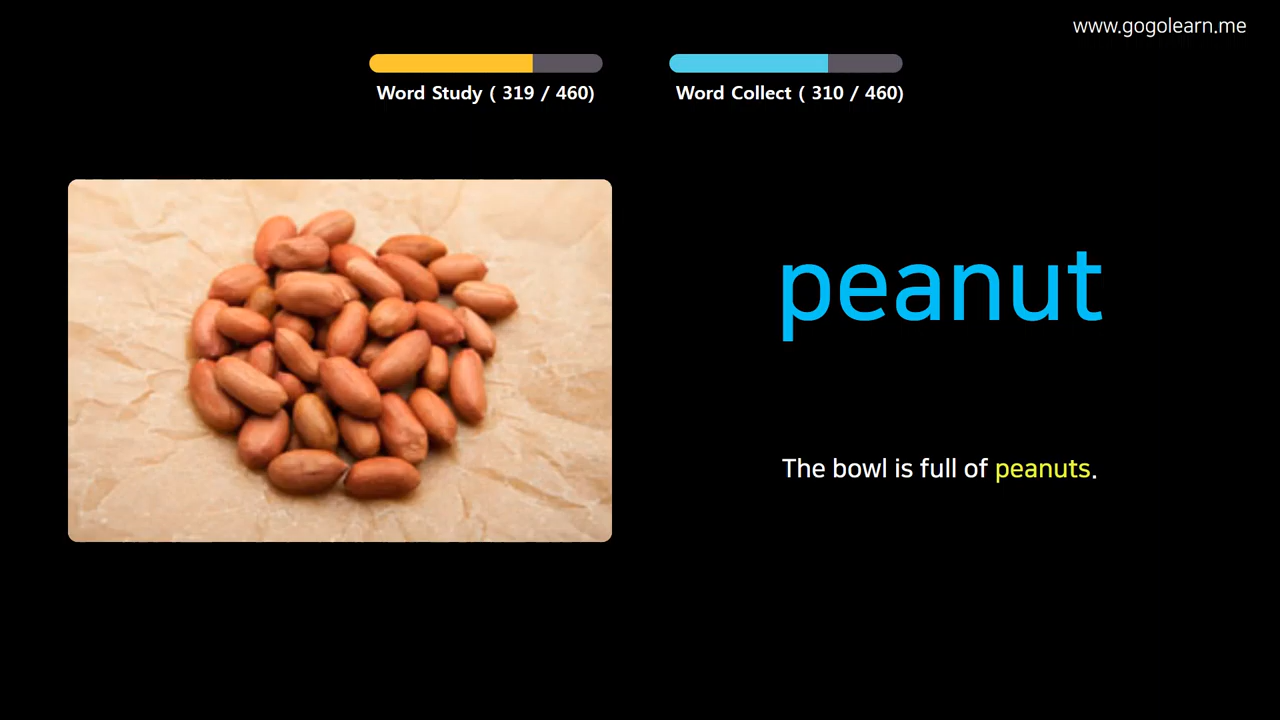 www.gogolearn.me
Word Study ( 319 / 460)
Word Collect ( 310 / 460)
peanut
The bowl is full of peanuts.